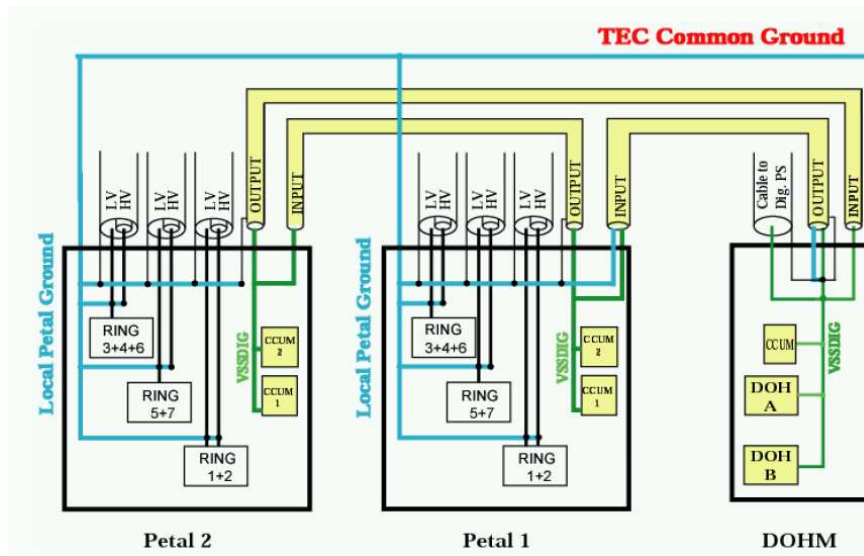 TEC Common Ground
LV
HV
LV
HV
LV
HV
OUTPUT
INPUT
LV
HV
LV
HV
LV
HV
OUTPUT
INPUT
Cable to
Dig. PS
OUTPUT
INPUT
Local Petal Ground
RING
3+4+6
RING
5+7
RING
1+2
VSSDIG
CCUM
2
CCUM
1
Local Petal Ground
RING
3+4+6
RING
5+7
RING
1+2
VSSDIG
CCUM
2
CCUM
1
CCUM
VSSDIG
DOH
A
DOH
B
Petal 2
Petal 1
DOHM